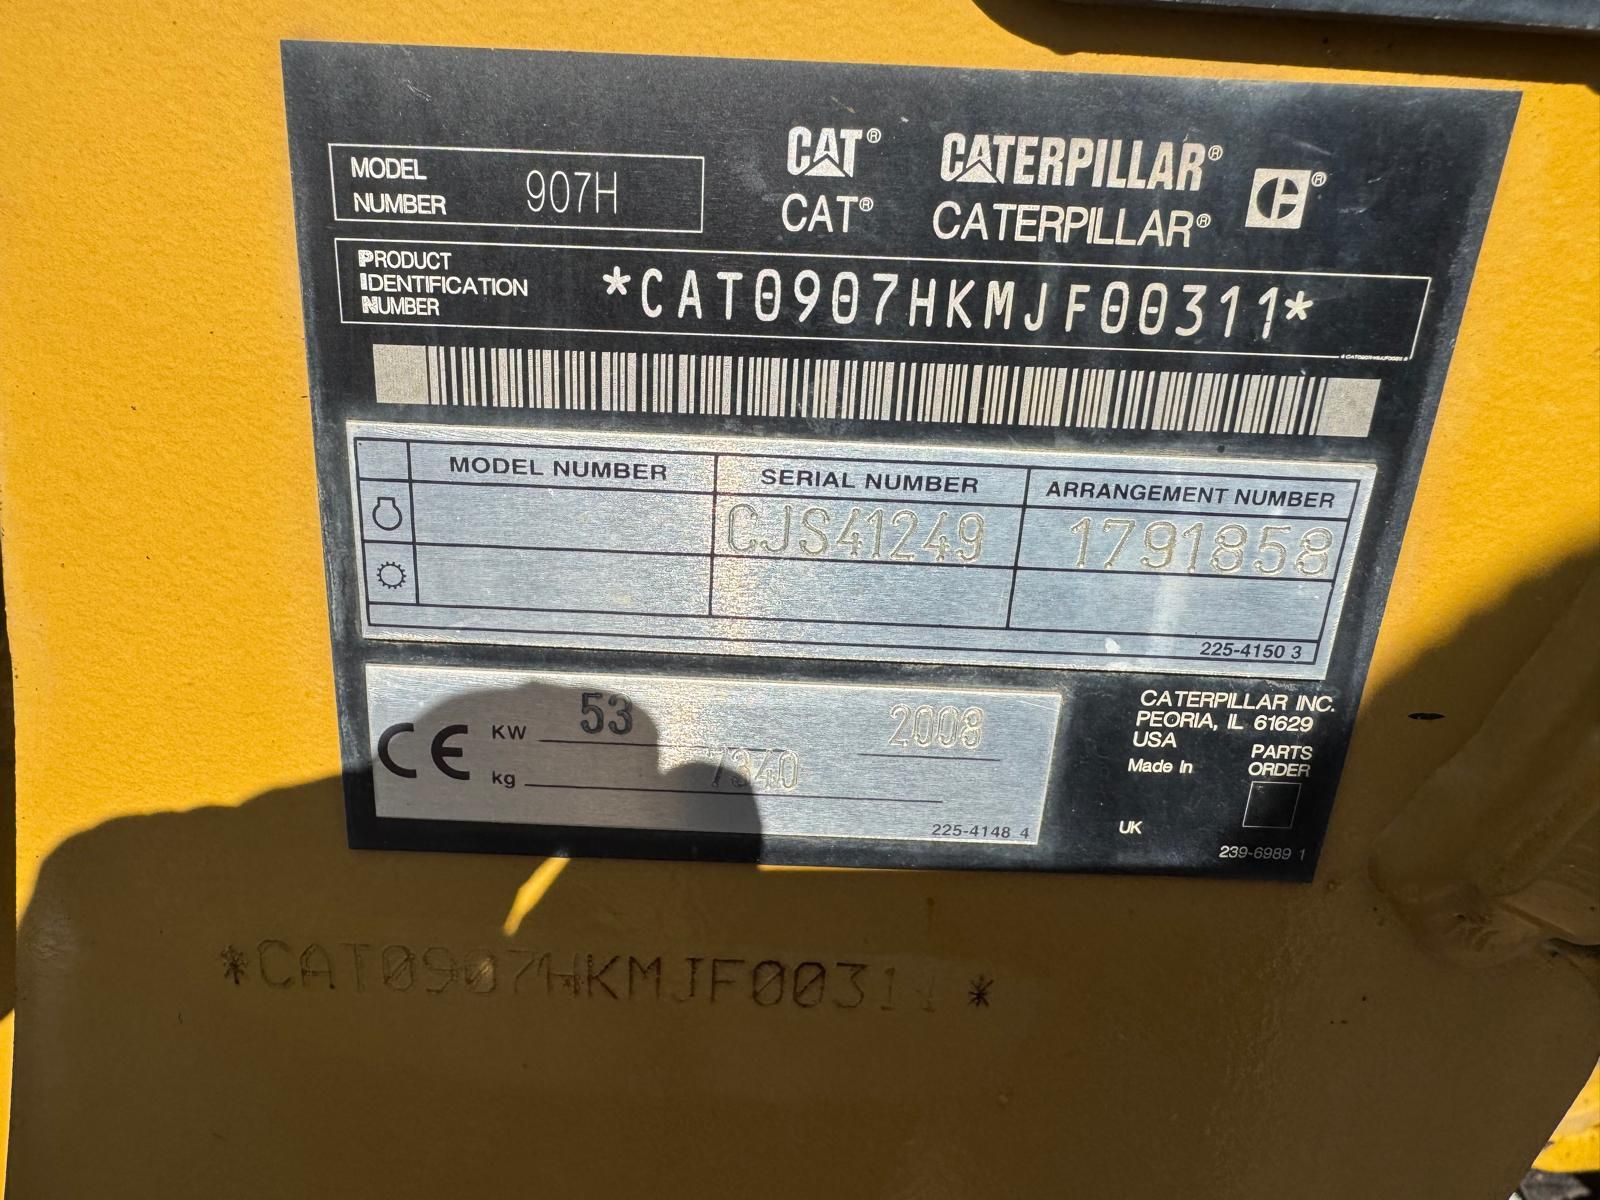 MODEL NUMBER 907H
CAT® CATERPILLAR® C®
CAT® CATERPILLAR®
PRODUCT IDENTIFICATION NUMBER *CAT0907HKMJF00311*
MODEL NUMBER SERIAL NUMBER ARRANGEMENT NUMBER
CJS41249 1791858
225-4150 3
CE KW 53 2008
kg 7340
225-4148 4
CATERPILLAR INC.
PEORIA, IL 61629
USA
Made In
UK
PARTS
ORDER
239-6989 1
*CAT0907HKMJF00311*